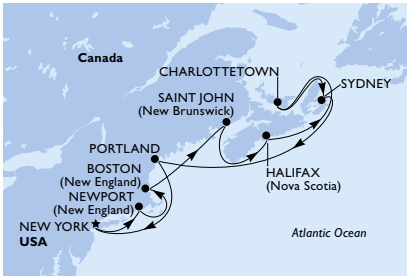 Canada
CHARLOTTETOWN
SYDNEY
SAINT JOHN
(New Brunswick)
PORTLAND
BOSTON
(New England)
HALIFAX
(Nova Scotia)
NEWPORT
(New England)
NEW YORK
USA
Atlantic Ocean